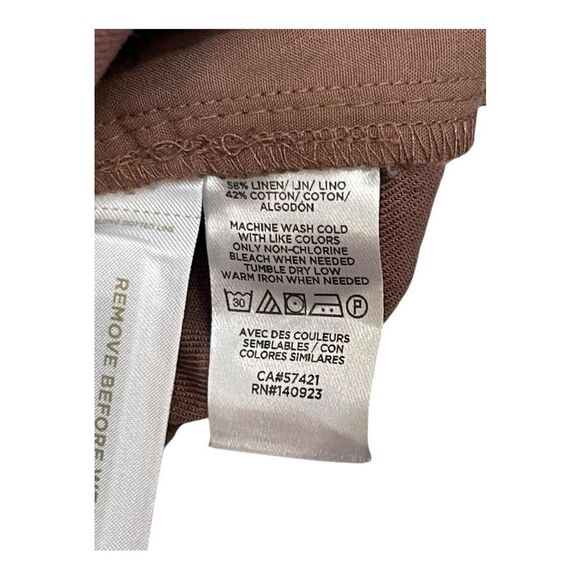 58% LINEN/ LIN/ LINO
42% COTTON/ COTON/
ALGODÓN
MACHINE WASH COLD
WITH LIKE COLORS
ONLY NON-CHLORINE
BLEACH WHEN NEEDED
TUMBLE DRY LOW
WARM IRON WHEN NEEDED
30 P
AVEC DES COULEURS
SEMBLABLES / CON
COLORES SIMILARES
CA#57421
RN#140923
DOTTED LINE
REMOVE BEFORE